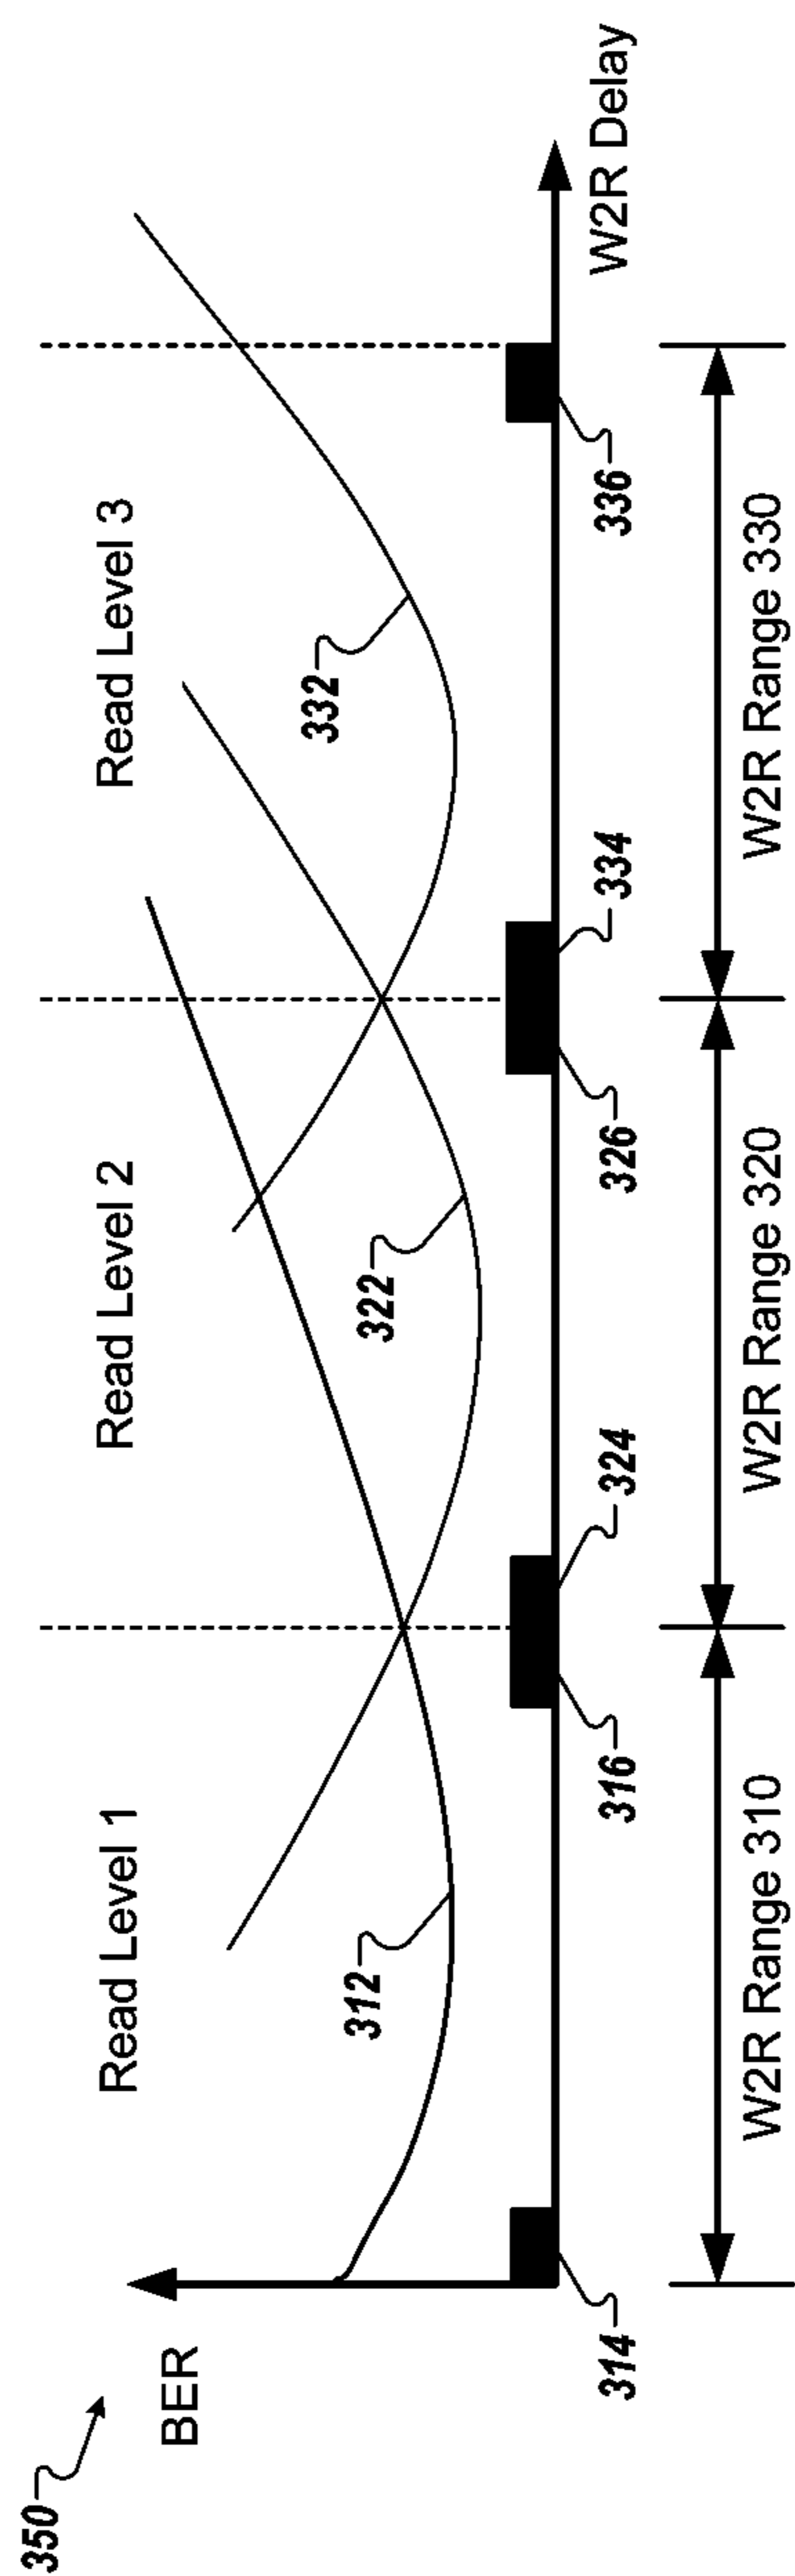 350
BER
Read Level 1
Read Level 2
Read Level 3
312
322
332
314
316
324
326
334
336
W2R Delay
W2R Range 310
W2R Range 320
W2R Range 330